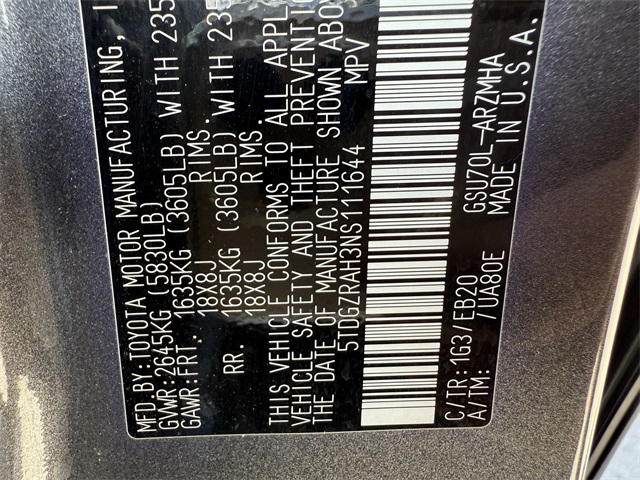 MFD.BY:TOYOTA MOTOR MANUFACTURING, I
GVWR:2645KG (5830LB)
GAWR:FRT. 1635KG (3605LB) WITH 235
18X8J RIMS.
RR. 1635KG (3605LB) WITH 235
18X8J RIMS.
THIS VEHICLE CONFORMS TO ALL APPL
VEHICLE SAFETY AND THEFT PREVENT
THE DATE OF MANUFACTURE SHOWN ABO
5TDGZRAH3NS111644 MPV
C/TR:1G3/EB20 GSU70L-ARZMHA
A/TM: /UA80E MADE IN U.S.A.